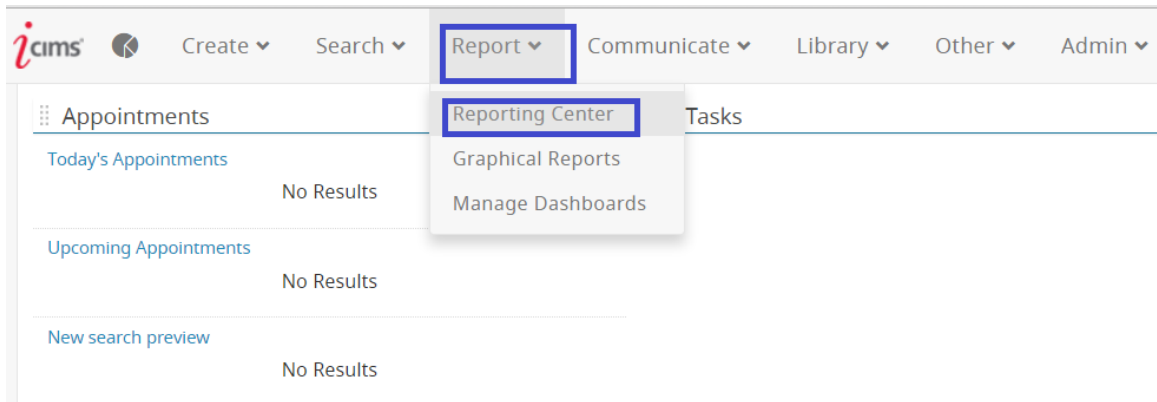 icims Create Search Report Communicate Library Other Admin
Appointments
Reporting Center
Tasks
Today's Appointments
Graphical Reports
No Results
Manage Dashboards
Upcoming Appointments
No Results
New search preview
No Results